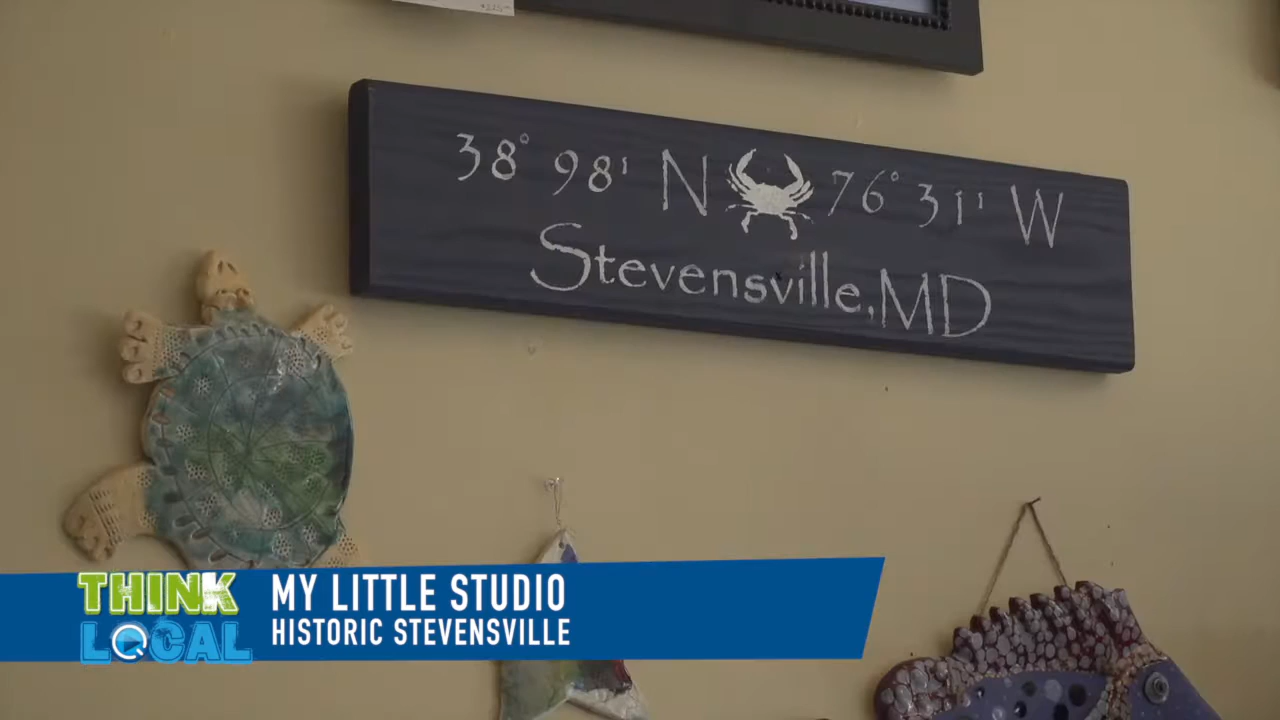 38° 98' N 76° 31' W
Stevensville, MD
THINK
LOCAL
MY LITTLE STUDIO
HISTORIC STEVENSVILLE